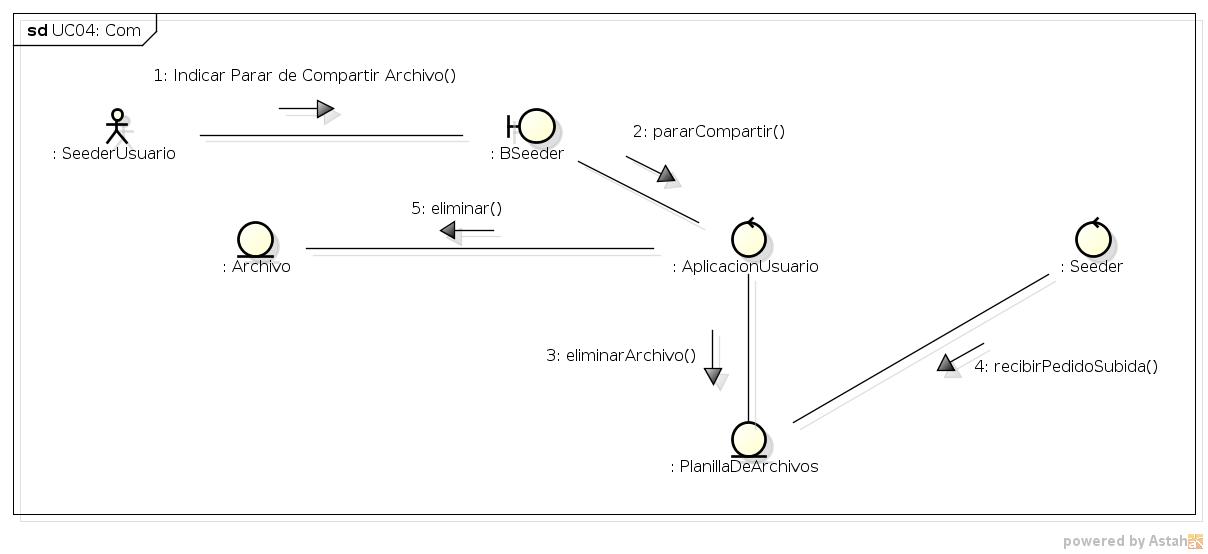 sd UC04: Com
1: Indicar Parar de Compartir Archivo()
2: pararCompartir()
: SeederUsuario
: BSeeder
5: eliminar()
: Archivo
: AplicacionUsuario
: Seeder
3: eliminarArchivo()
4: recibirPedidoSubida()
: PlanillaDeArchivos
powered by Astah